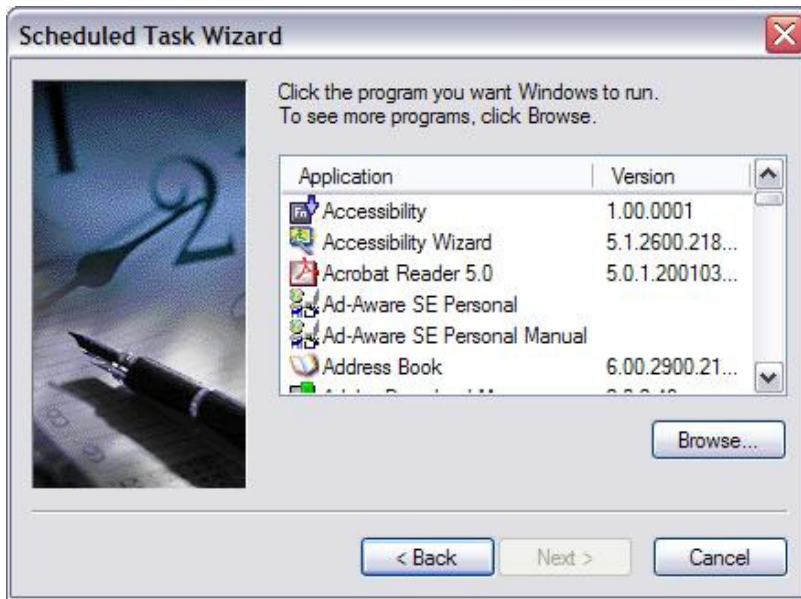 Scheduled Task Wizard
Click the program you want Windows to run.
To see more programs, click Browse.
Application Version
Accessibility 1.00.0001
Accessibility Wizard 5.1.2600.218...
Acrobat Reader 5.0 5.0.1.200103...
Ad-Aware SE Personal
Ad-Aware SE Personal Manual
Address Book 6.00.2900.21...
Browse...
< Back Next > Cancel